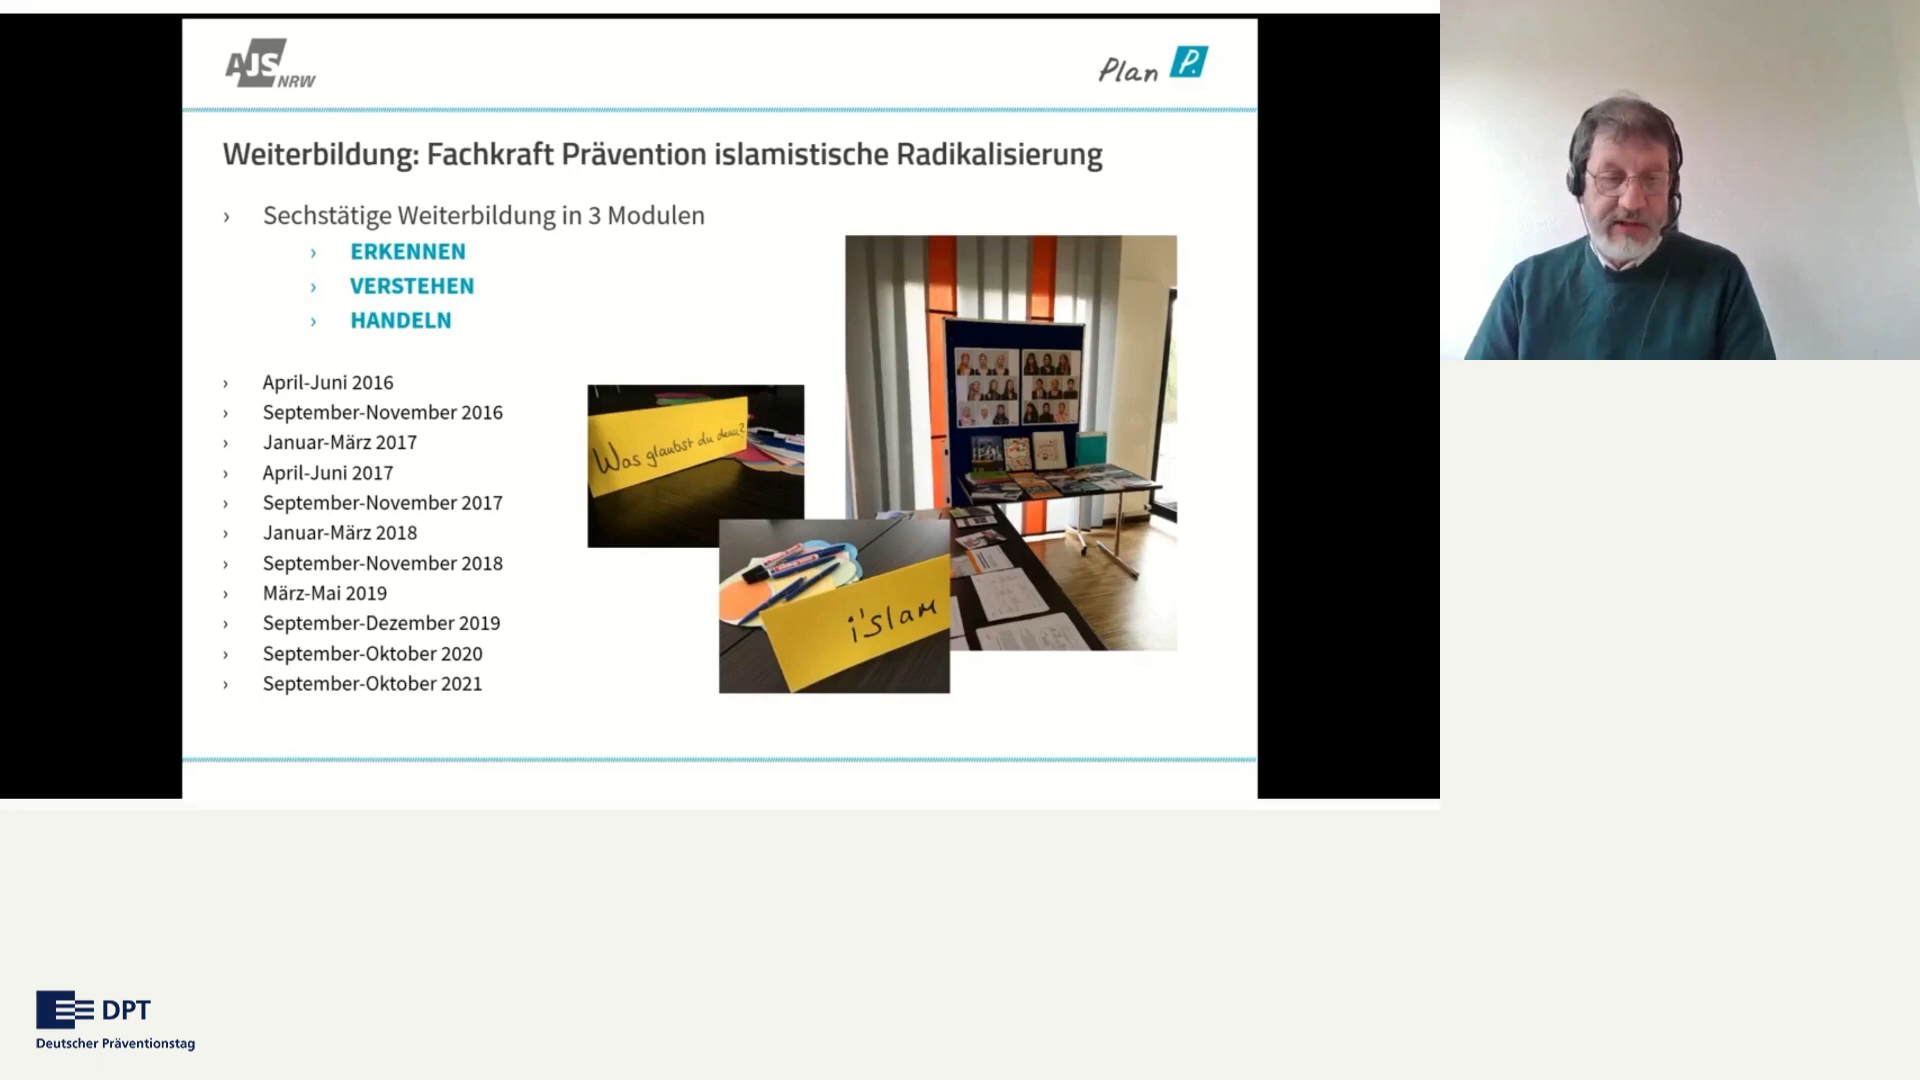 AJS NRW
Plan P.
Weiterbildung: Fachkraft Prävention islamistische Radikalisierung
› Sechstätige Weiterbildung in 3 Modulen
› ERKENNEN
› VERSTEHEN
› HANDELN
› April-Juni 2016
› September-November 2016
› Januar-März 2017
› April-Juni 2017
› September-November 2017
› Januar-März 2018
› September-November 2018
› März-Mai 2019
› September-Dezember 2019
› September-Oktober 2020
› September-Oktober 2021
Was glaubst du denn?
i'slam
DPT
Deutscher Präventionstag